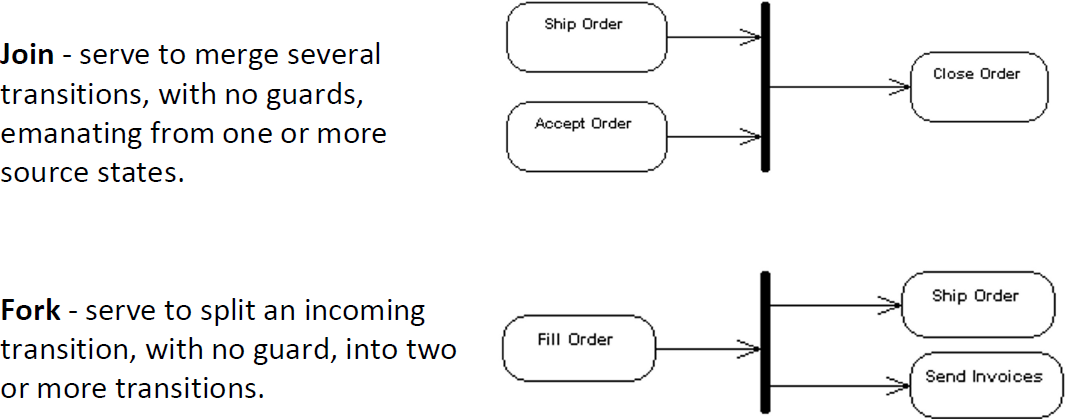 Join - serve to merge several
transitions, with no guards,
emanating from one or more
source states.
Ship Order
Accept Order
Close Order
Fork - serve to split an incoming
transition, with no guard, into two
or more transitions.
Fill Order
Ship Order
Send Invoices